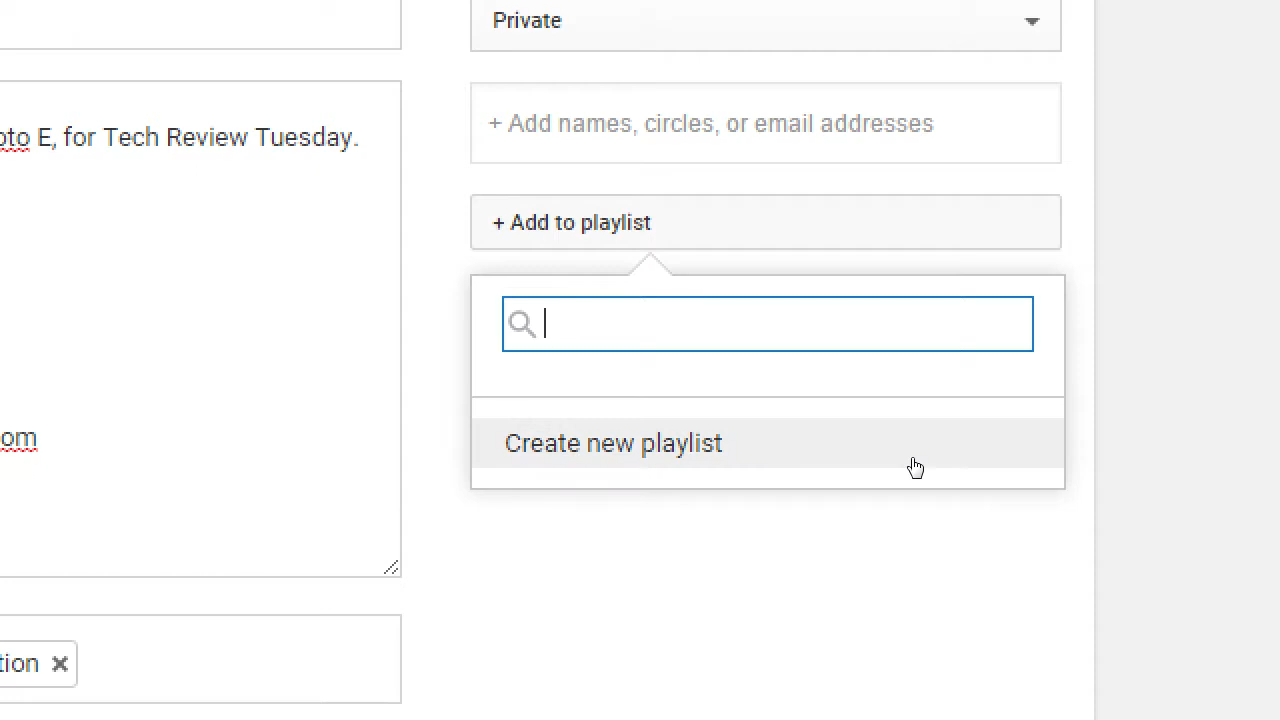 Private
oto E, for Tech Review Tuesday.
+ Add names, circles, or email addresses
+ Add to playlist
Create new playlist
om
tion